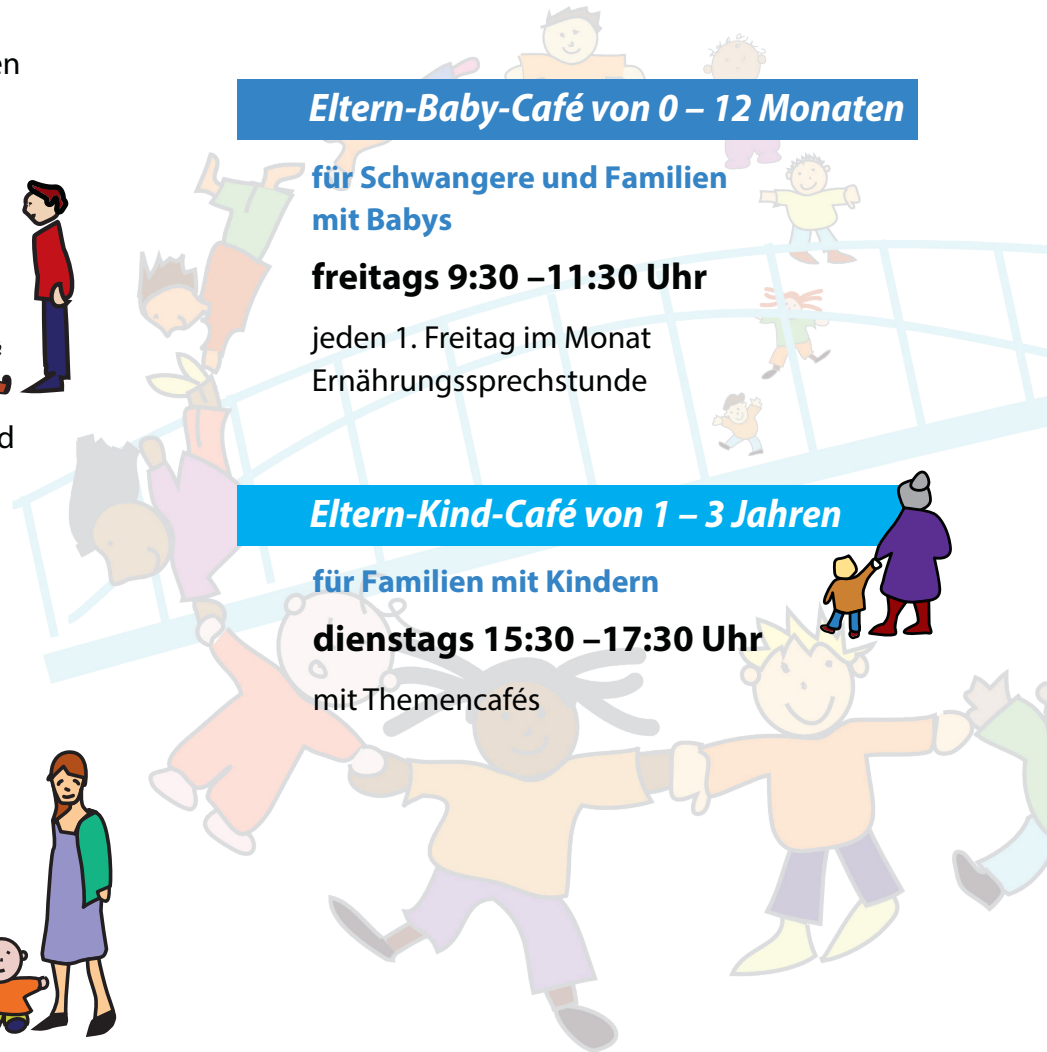 en
d
Eltern-Baby-Café von 0 – 12 Monaten
für Schwangere und Familien
mit Babys
freitags 9:30 –11:30 Uhr
jeden 1. Freitag im Monat
Ernährungssprechstunde
Eltern-Kind-Café von 1 – 3 Jahren
für Familien mit Kindern
dienstags 15:30 –17:30 Uhr
mit Themencafés